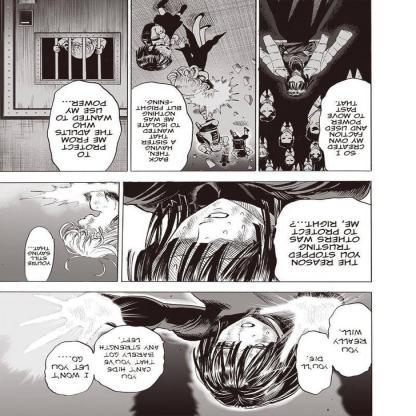 I WON'T
GO...
YOU
CAN'T HIDE
THAT YOU'VE
BARELY GOT
ANY STRENGTH
LEFT.
YOU'LL
DIE.
YOU
REALLY
WILL.
YOU'RE
STILL
SAYING
THAT...
THE REASON
YOU STOPPED
TRUSTING
OTHERS WAS
TO PROTECT
ME, RIGHT...?
TO
PROTECT
ME FROM
THE ADULTS
WHO
WANTED TO
USE MY
POWER...
BACK
THEN,
HAVING
A SISTER
THAT
WANTED
TO ISOLATE
ME WAS
NOTHING
BUT FRIGHT
-ENING.
SO I
CREATED
MY OWN
FACTION
AND USED
POWER
TO MOVE
PAST
THAT.